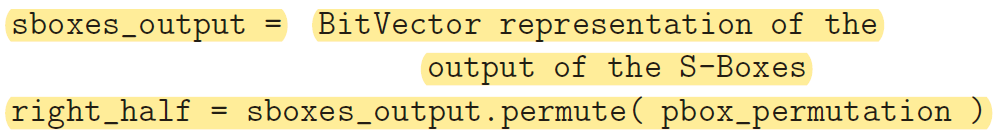 sboxes_output = BitVector representation of the
output of the S-Boxes
right_half = sboxes_output.permute( pbox_permutation )